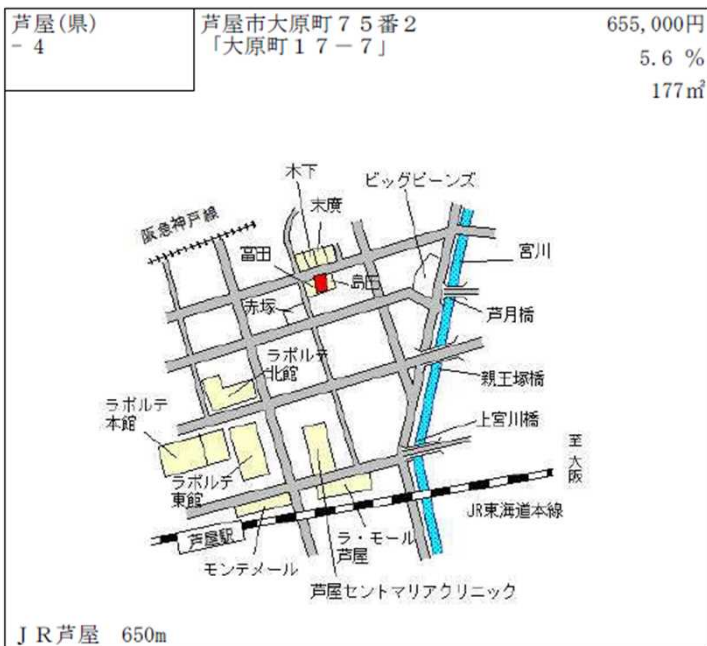 芦屋(県)
- 4
芦屋市大原町７５番２
「大原町１７－７」
655,000円
5.6 %
177㎡
木下
ビッグビーンズ
末廣
阪急神戸線
冨田
島田
宮川
赤塚
芦月橋
ラポルテ
北館
親王塚橋
ラポルテ
本館
上宮川橋
至 大阪
ラポルテ
東館
JR東海道本線
芦屋駅
ラ・モール
芦屋
モンテメール
芦屋セントマリアクリニック
ＪＲ芦屋 650m